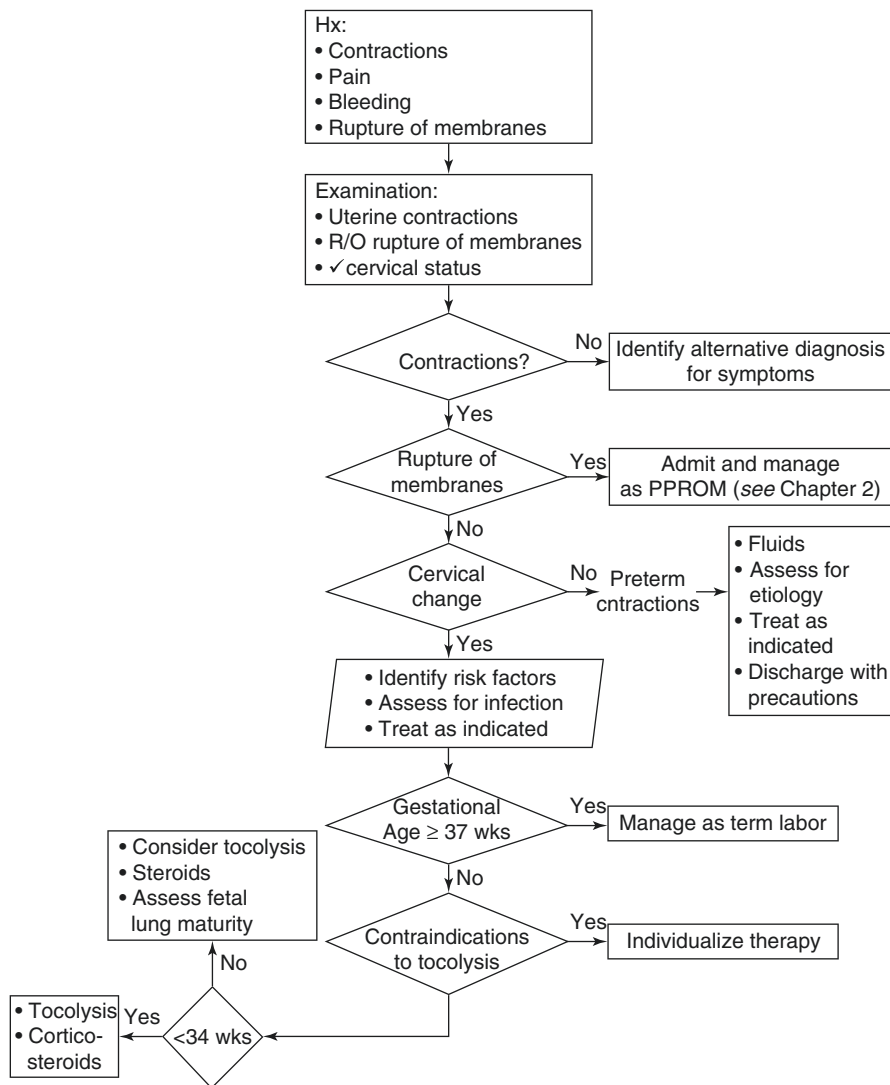 Hx:
• Contractions
• Pain
• Bleeding
• Rupture of membranes
Examination:
• Uterine contractions
• R/O rupture of membranes
• ✓cervical status
Contractions?
No
Identify alternative diagnosis
for symptoms
Yes
Rupture of
membranes
Yes
Admit and manage
as PPROM (see Chapter 2)
No
Cervical
change
No
Preterm
cntractions
• Fluids
• Assess for
etiology
• Treat as
indicated
• Discharge with
precautions
Yes
• Identify risk factors
• Assess for infection
• Treat as indicated
Gestational
Age ≥ 37 wks
Yes
Manage as term labor
No
Contraindications
to tocolysis
Yes
Individualize therapy
• Consider tocolysis
• Steroids
• Assess fetal
lung maturity
No
<34 wks
Yes
• Tocolysis
• Cortico-
steroids